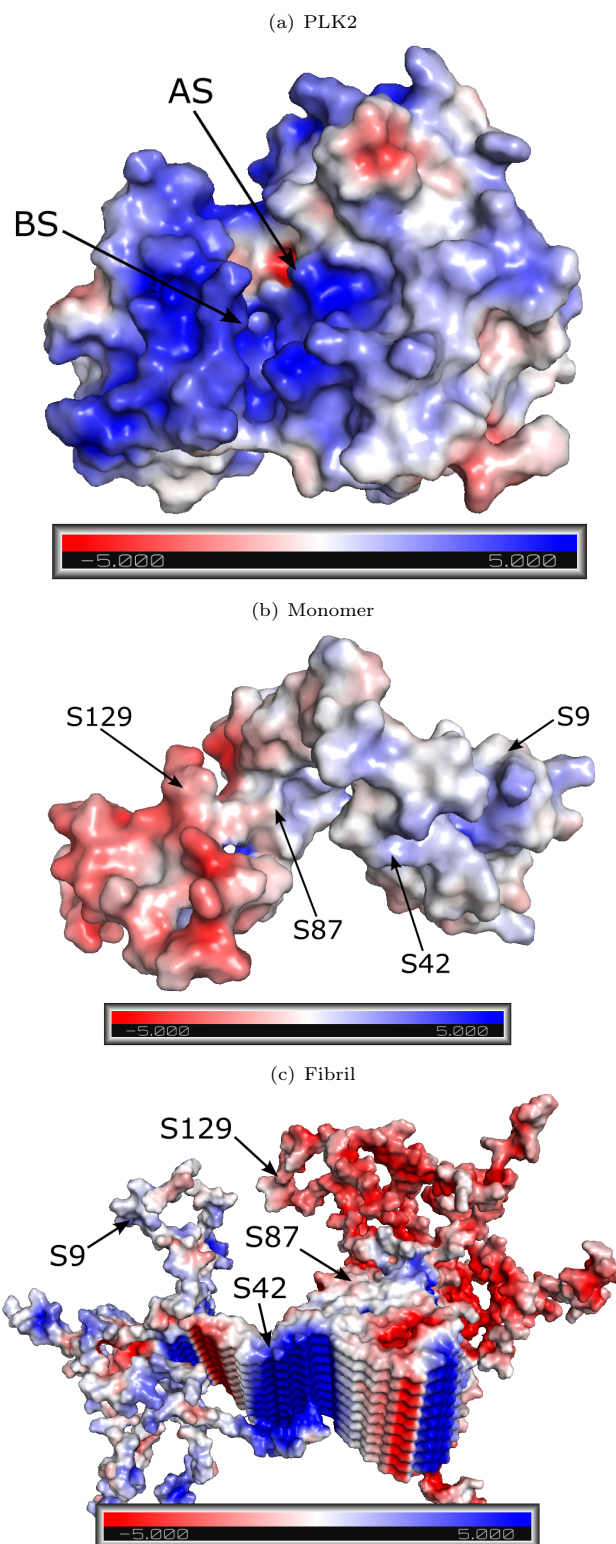 (a) PLK2
AS
BS
−5.000 5.000
(b) Monomer
S129
S9
S87
S42
−5.000 5.000
(c) Fibril
S129
S9
S87
S42
−5.000 5.000